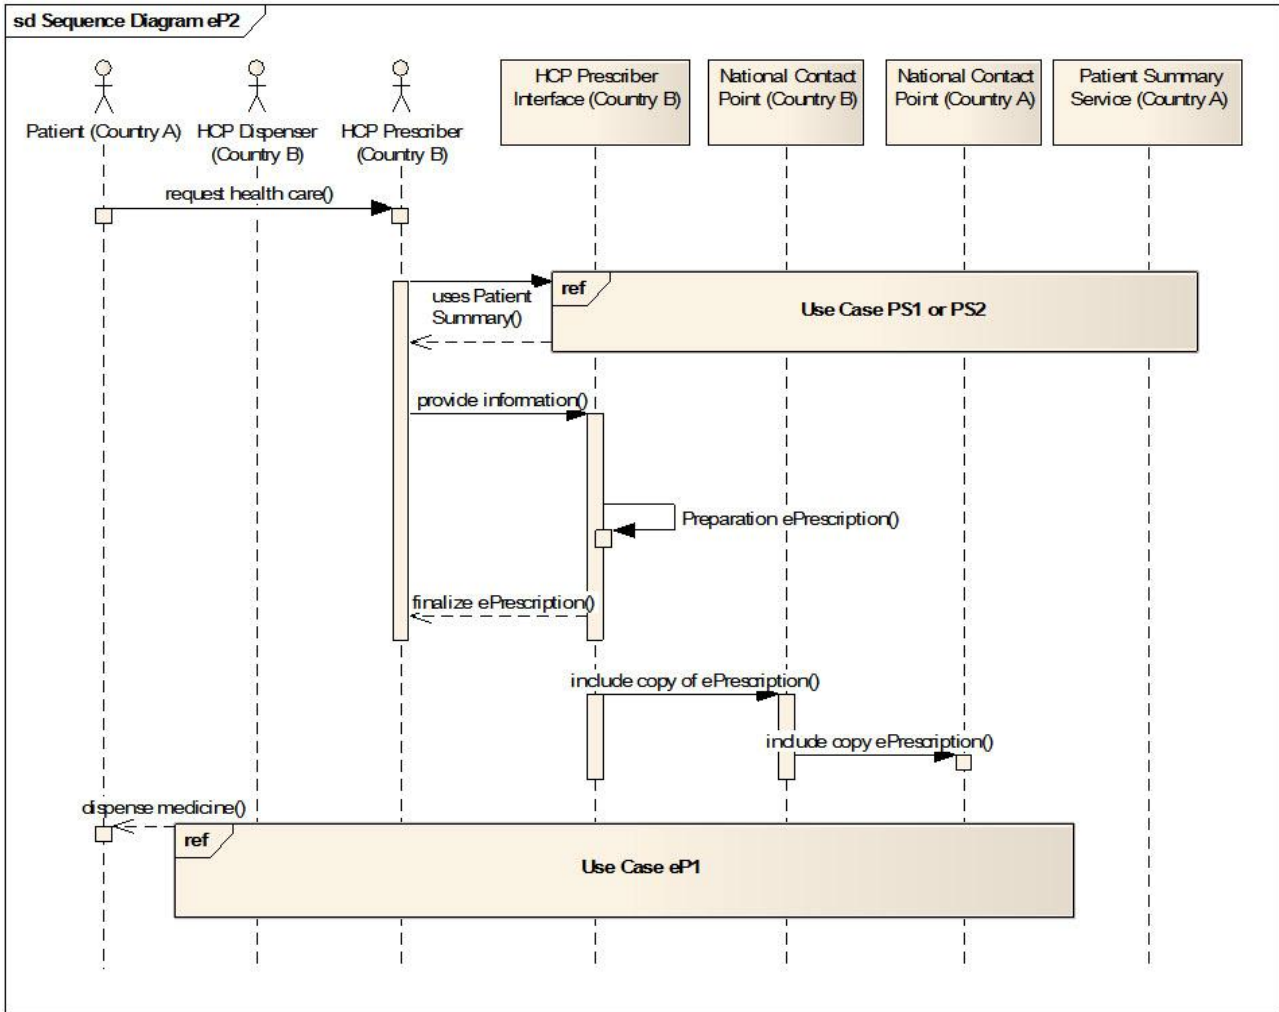 sd Sequence Diagram eP2
Patient (Country A)
HCP Dispenser
(Country B)
HCP Prescriber
(Country B)
HCP Prescriber
Interface (Country B)
National Contact
Point (Country B)
National Contact
Point (Country A)
Patient Summary
Service (Country A)
request health care()
uses Patient
Summary()
ref
Use Case PS1 or PS2
provide information()
Preparation ePrescription()
finalize ePrescription()
include copy of ePrescription()
include copy ePrescription()
dispense medicine()
ref
Use Case eP1